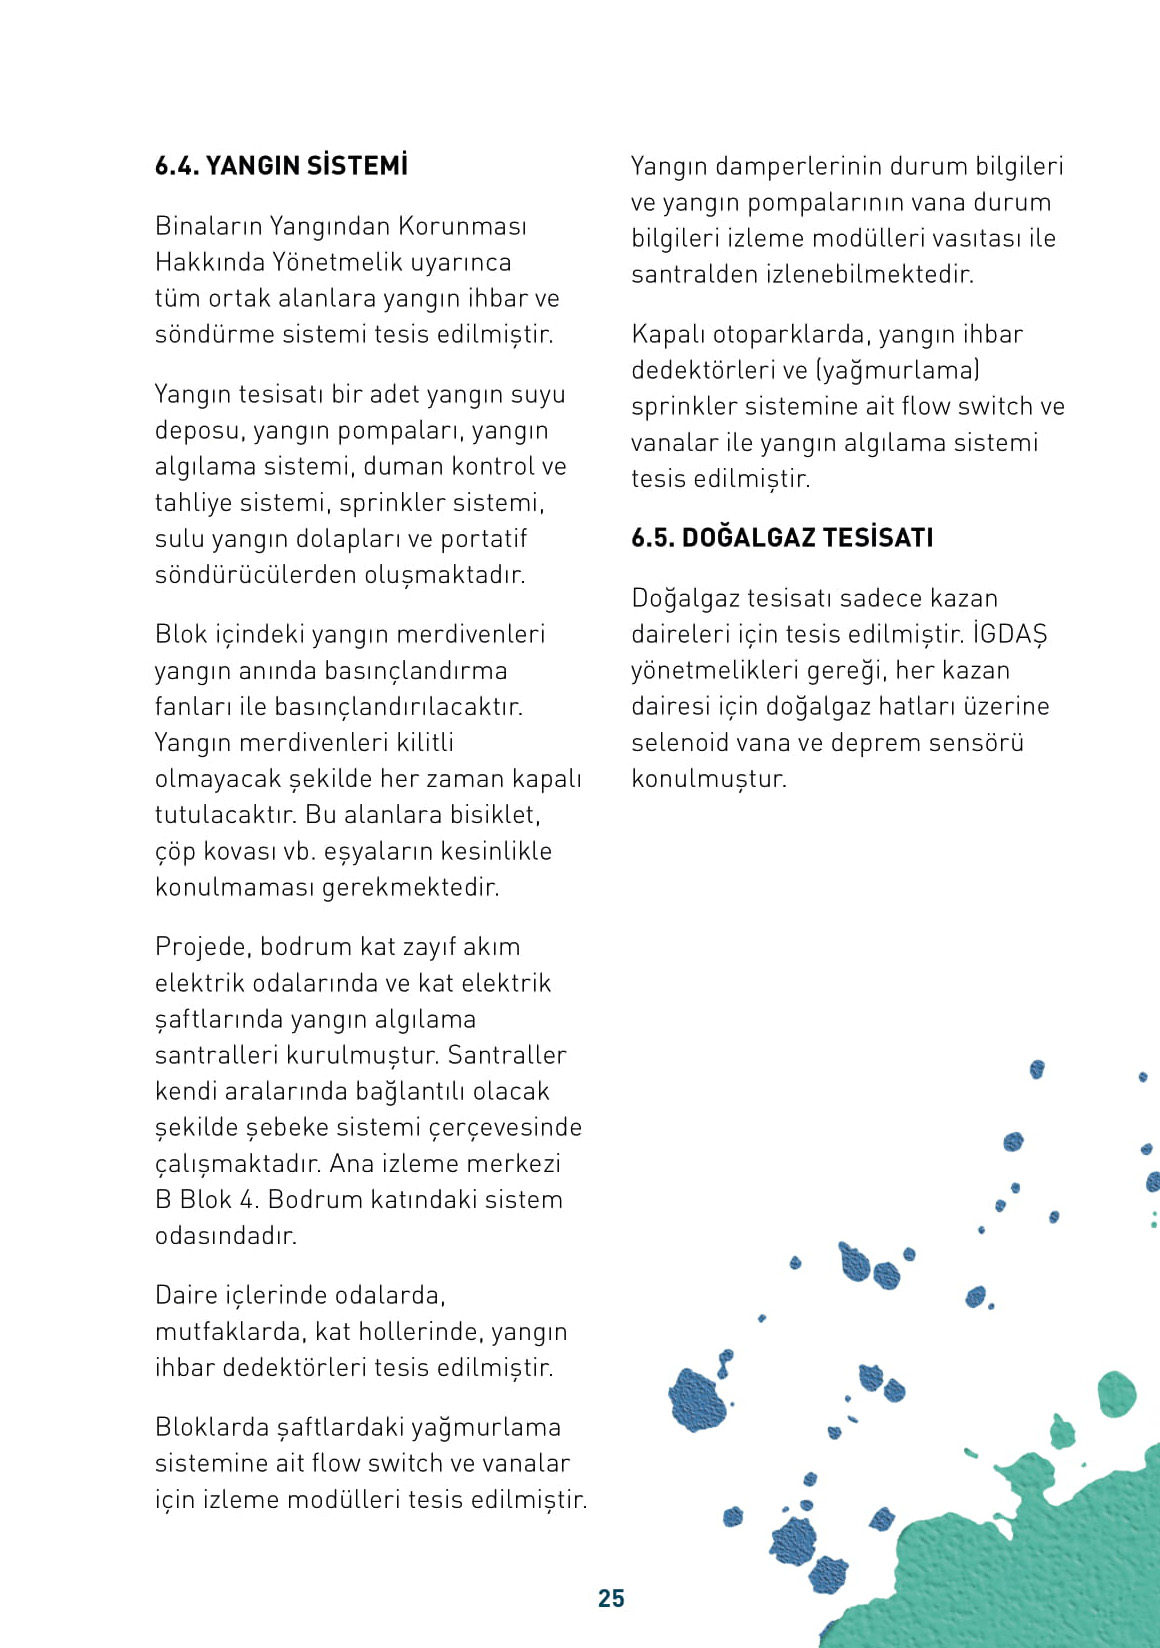 6.4. YANGIN SİSTEMİ
Binaların Yangından Korunması
Hakkında Yönetmelik uyarınca
tüm ortak alanlara yangın ihbar ve
söndürme sistemi tesis edilmiştir.
Yangın tesisatı bir adet yangın suyu
deposu, yangın pompaları, yangın
algılama sistemi, duman kontrol ve
tahliye sistemi, sprinkler sistemi,
sulu yangın dolapları ve portatif
söndürücülerden oluşmaktadır.
Blok içindeki yangın merdivenleri
yangın anında basınçlandırma
fanları ile basınçlandırılacaktır.
Yangın merdivenleri kilitli
olmayacak şekilde her zaman kapalı
tutulacaktır. Bu alanlara bisiklet,
çöp kovası vb. eşyaların kesinlikle
konulmaması gerekmektedir.
Projede, bodrum kat zayıf akım
elektrik odalarında ve kat elektrik
şaftlarında yangın algılama
santralleri kurulmuştur. Santraller
kendi aralarında bağlantılı olacak
şekilde şebeke sistemi çerçevesinde
çalışmaktadır. Ana izleme merkezi
B Blok 4. Bodrum katındaki sistem
odasındadır.
Daire içlerinde odalarda,
mutfaklarda, kat hollerinde, yangın
ihbar dedektörleri tesis edilmiştir.
Bloklarda şaftlardaki yağmurlama
sistemine ait flow switch ve vanalar
için izleme modülleri tesis edilmiştir.
Yangın damperlerinin durum bilgileri
ve yangın pompalarının vana durum
bilgileri izleme modülleri vasıtası ile
santralden izlenebilmektedir.
Kapalı otoparklarda, yangın ihbar
dedektörleri ve (yağmurlama)
sprinkler sistemine ait flow switch ve
vanalar ile yangın algılama sistemi
tesis edilmiştir.
6.5. DOĞALGAZ TESİSATI
Doğalgaz tesisatı sadece kazan
daireleri için tesis edilmiştir. İGDAŞ
yönetmelikleri gereği, her kazan
dairesi için doğalgaz hatları üzerine
selenoid vana ve deprem sensörü
konulmuştur.
25